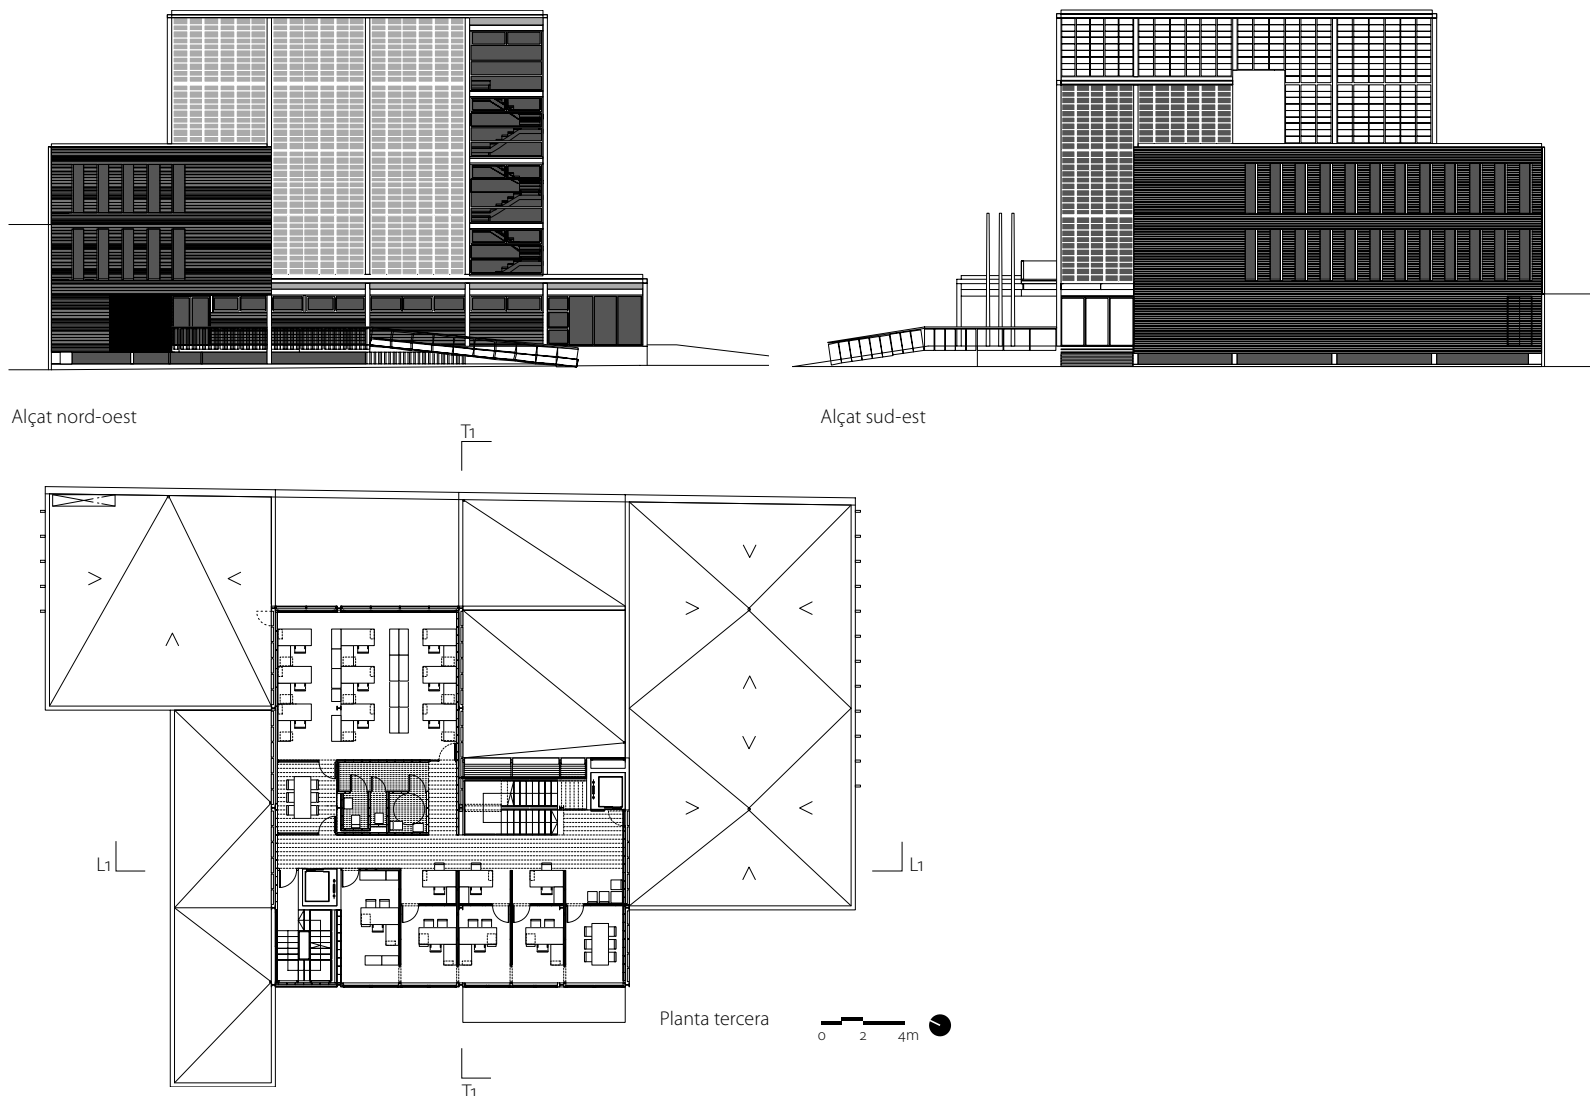 Alçat nord-oest
Alçat sud-est
T1
L1
L1
Planta tercera
0 2 4m
T1